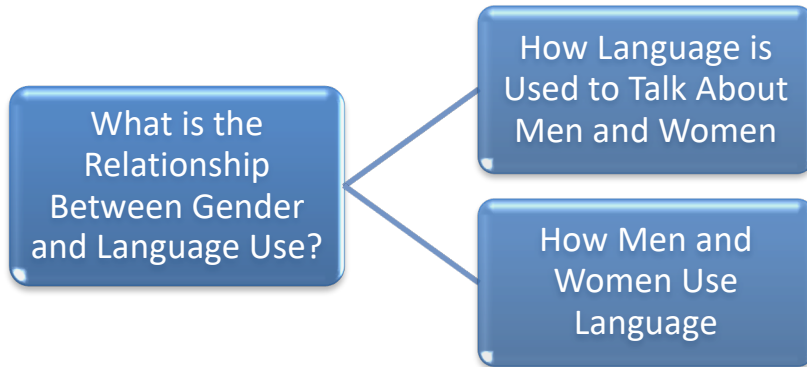 What is the
Relationship
Between Gender
and Language Use?
How Language is
Used to Talk About
Men and Women
How Men and
Women Use
Language